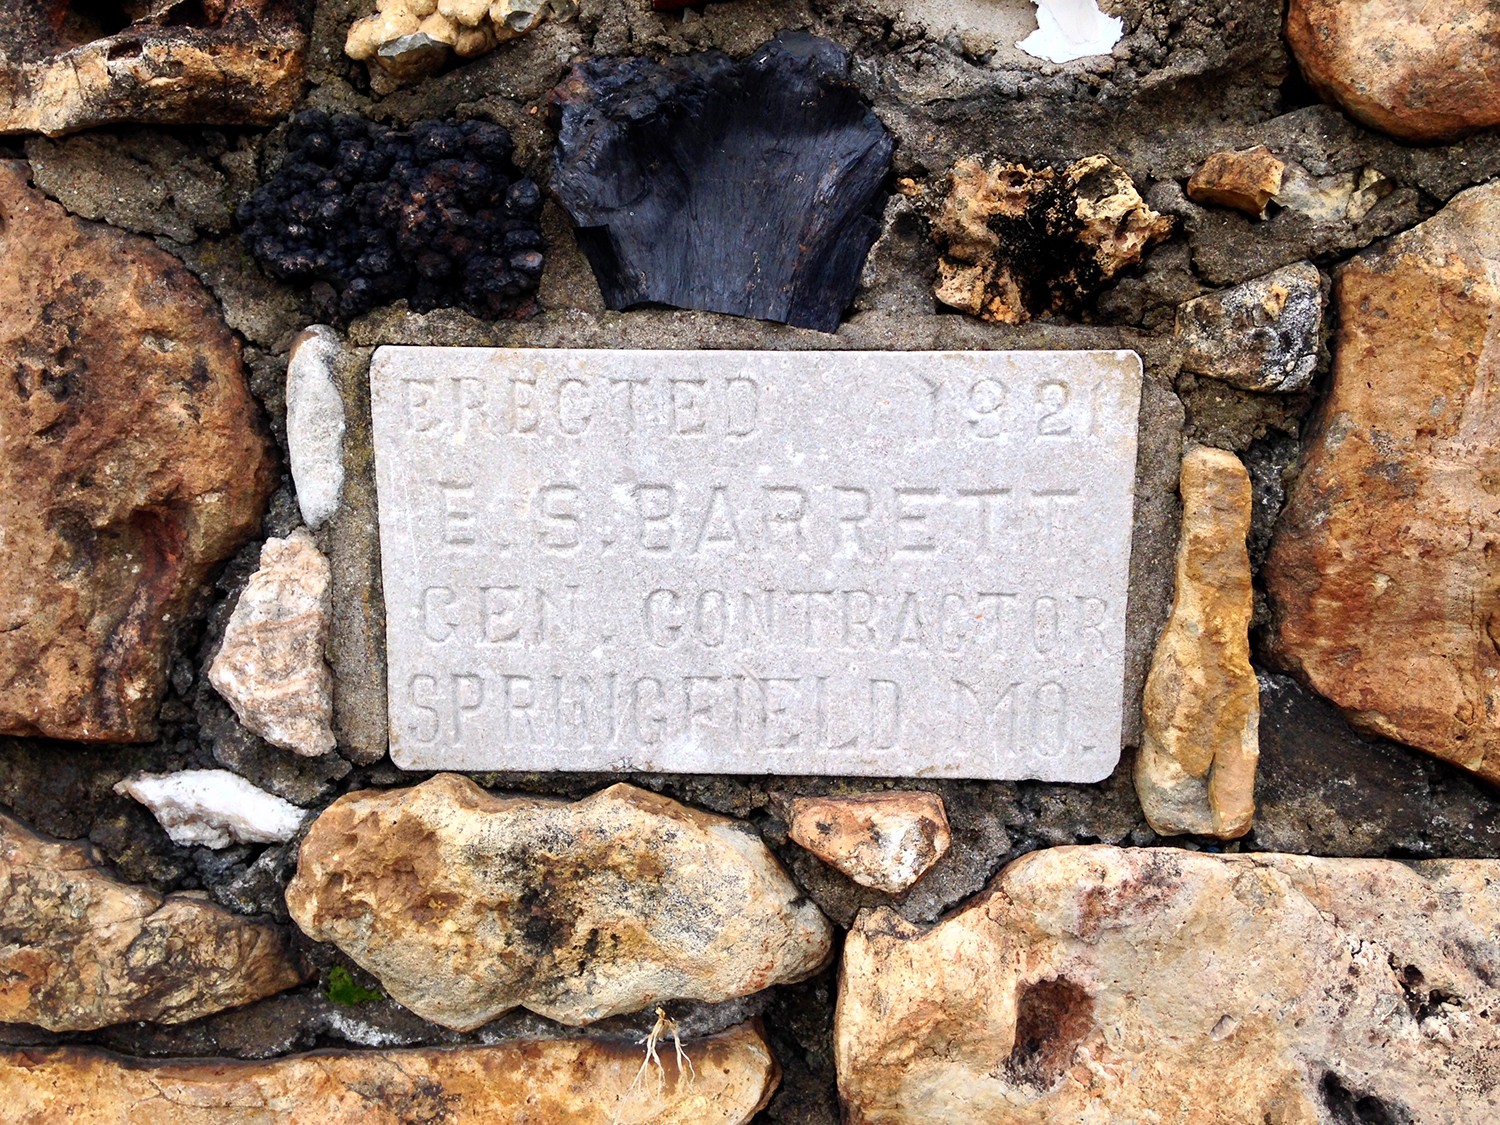 ERECTED 1921
E.S.BARRETT
GEN. CONTRACTOR
SPRINGFIELD MO.